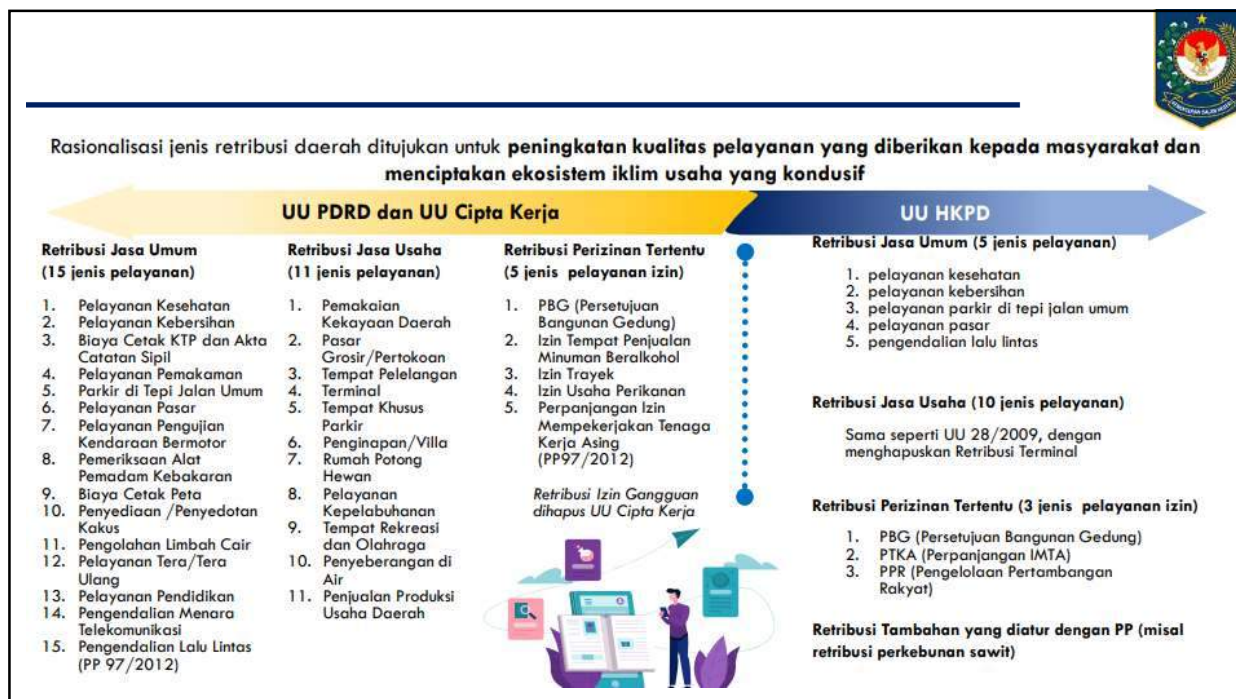 Rasionalisasi jenis retribusi daerah ditujukan untuk peningkatan kualitas pelayanan yang diberikan kepada masyarakat dan
menciptakan ekosistem iklim usaha yang kondusif
UU PDRD dan UU Cipta Kerja
UU HKPD
Retribusi Jasa Umum
(15 jenis pelayanan)
1. Pelayanan Kesehatan
2. Pelayanan Kebersihan
3. Biaya Cetak KTP dan Akta
Catatan Sipil
4. Pelayanan Pemakaman
5. Parkir di Tepi Jalan Umum
6. Pelayanan Pasar
7. Pelayanan Pengujian
Kendaraan Bermotor
8. Pemeriksaan Alat
Pemadam Kebakaran
9. Biaya Cetak Peta
10. Penyediaan /Penyedotan
Kakus
11. Pengolahan Limbah Cair
12. Pelayanan Tera/Tera
Ulang
13. Pelayanan Pendidikan
14. Pengendalian Menara
Telekomunikasi
15. Pengendalian Lalu Lintas
(PP 97/2012)
Retribusi Jasa Usaha
(11 jenis pelayanan)
1. Pemakaian
Kekayaan Daerah
2. Pasar
Grosir/Pertokoan
3. Tempat Pelelangan
4. Terminal
5. Tempat Khusus
Parkir
6. Penginapan/Villa
7. Rumah Potong
Hewan
8. Pelayanan
Kepelabuhanan
9. Tempat Rekreasi
dan Olahraga
10. Penyeberangan di
Air
11. Penjualan Produksi
Usaha Daerah
Retribusi Perizinan Tertentu
(5 jenis pelayanan izin)
1. PBG (Persetujuan
Bangunan Gedung)
2. Izin Tempat Penjualan
Minuman Beralkohol
3. Izin Trayek
4. Izin Usaha Perikanan
5. Perpanjangan Izin
Mempekerjakan Tenaga
Kerja Asing
(PP97/2012)
Retribusi Izin Gangguan
dihapus UU Cipta Kerja
Retribusi Jasa Umum (5 jenis pelayanan)
1. pelayanan kesehatan
2. pelayanan kebersihan
3. pelayanan parkir di tepi jalan umum
4. pelayanan pasar
5. pengendalian lalu lintas
Retribusi Jasa Usaha (10 jenis pelayanan)
Sama seperti UU 28/2009, dengan
menghapuskan Retribusi Terminal
Retribusi Perizinan Tertentu (3 jenis pelayanan izin)
1. PBG (Persetujuan Bangunan Gedung)
2. PTKA (Perpanjangan IMTA)
3. PPR (Pengelolaan Pertambangan
Rakyat)
Retribusi Tambahan yang diatur dengan PP (misal
retribusi perkebunan sawit)